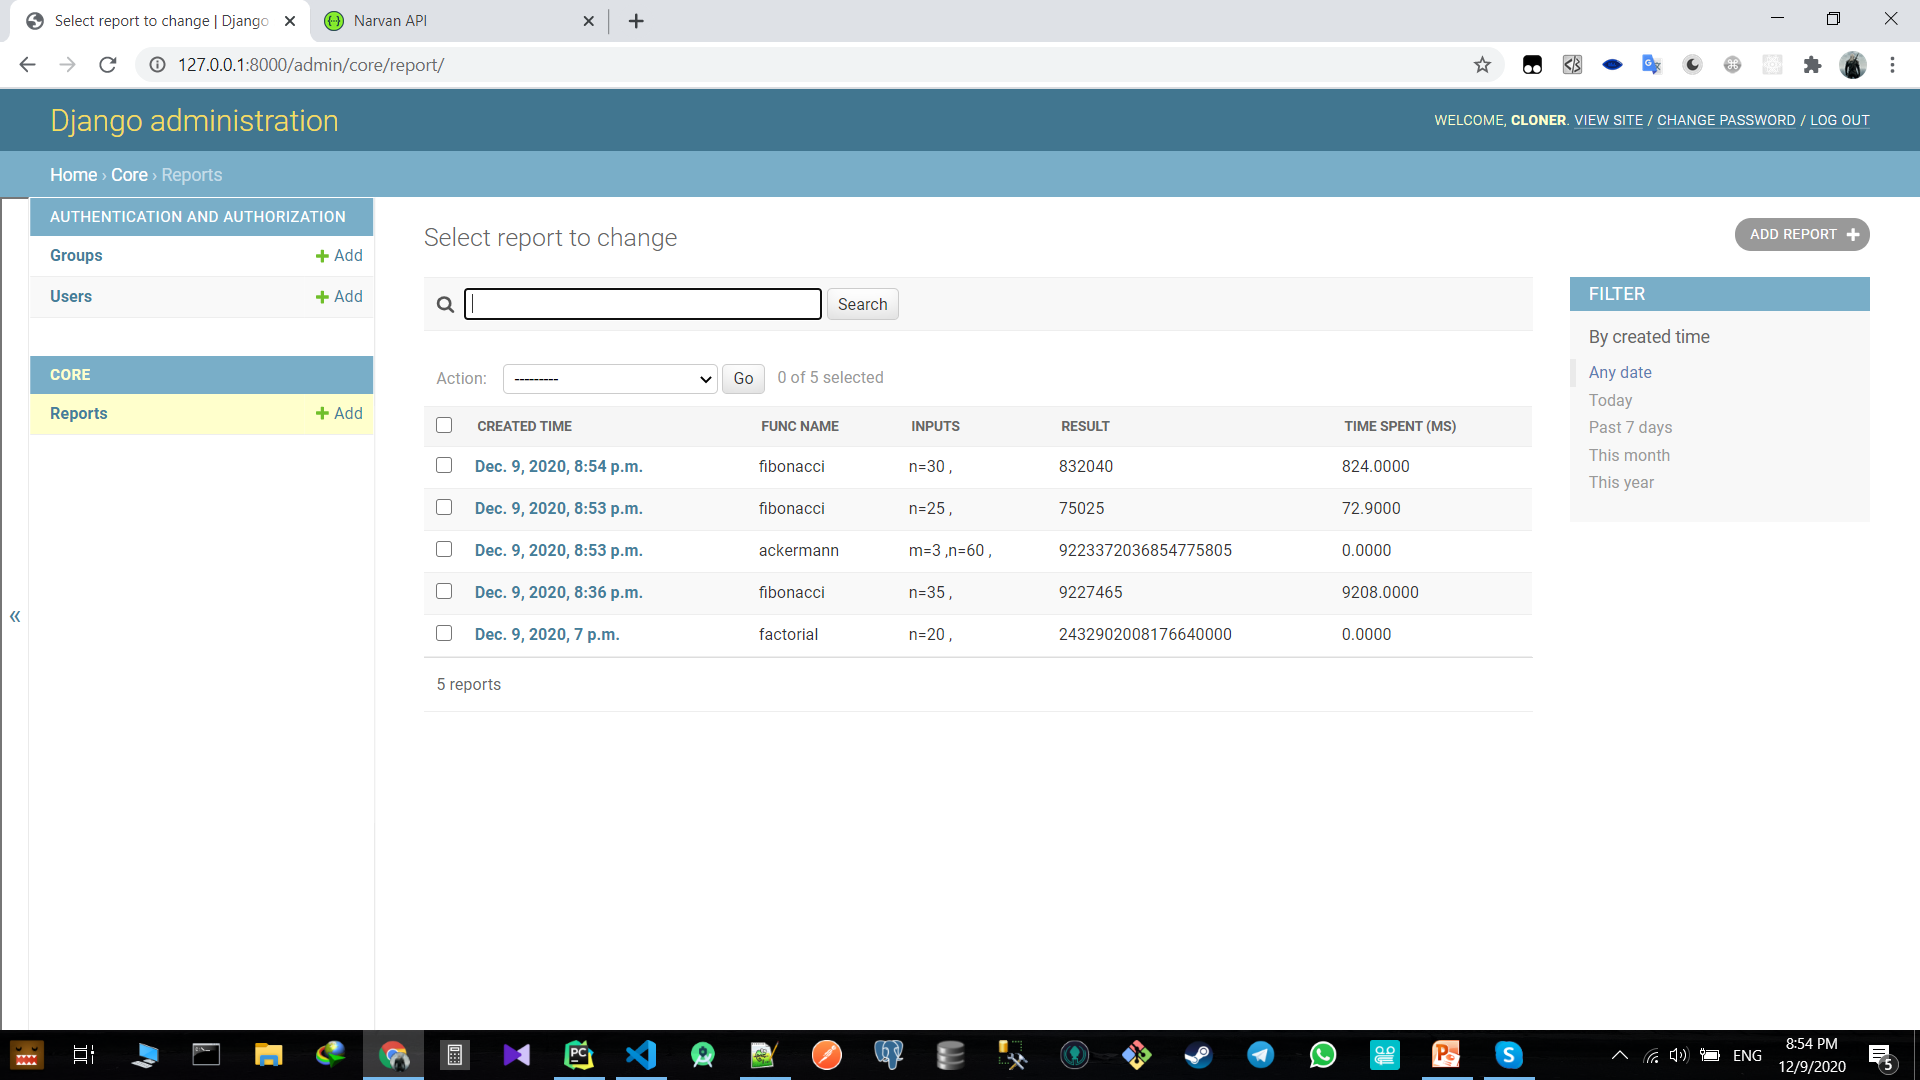 Select report to change | Django
Narvan API
127.0.0.1:8000/admin/core/report/
Django administration
WELCOME, CLONER. VIEW SITE / CHANGE PASSWORD / LOG OUT
Home › Core › Reports
AUTHENTICATION AND AUTHORIZATION
Groups + Add
Users + Add
CORE
Reports + Add
«
Select report to change
ADD REPORT +
Search
Action: --------- Go 0 of 5 selected
CREATED TIME FUNC NAME INPUTS RESULT TIME SPENT (MS)
Dec. 9, 2020, 8:54 p.m. fibonacci n=30 , 832040 824.0000
Dec. 9, 2020, 8:53 p.m. fibonacci n=25 , 75025 72.9000
Dec. 9, 2020, 8:53 p.m. ackermann m=3 ,n=60 , 9223372036854775805 0.0000
Dec. 9, 2020, 8:36 p.m. fibonacci n=35 , 9227465 9208.0000
Dec. 9, 2020, 7 p.m. factorial n=20 , 2432902008176640000 0.0000
5 reports
FILTER
By created time
Any date
Today
Past 7 days
This month
This year
ENG
8:54 PM
12/9/2020
5